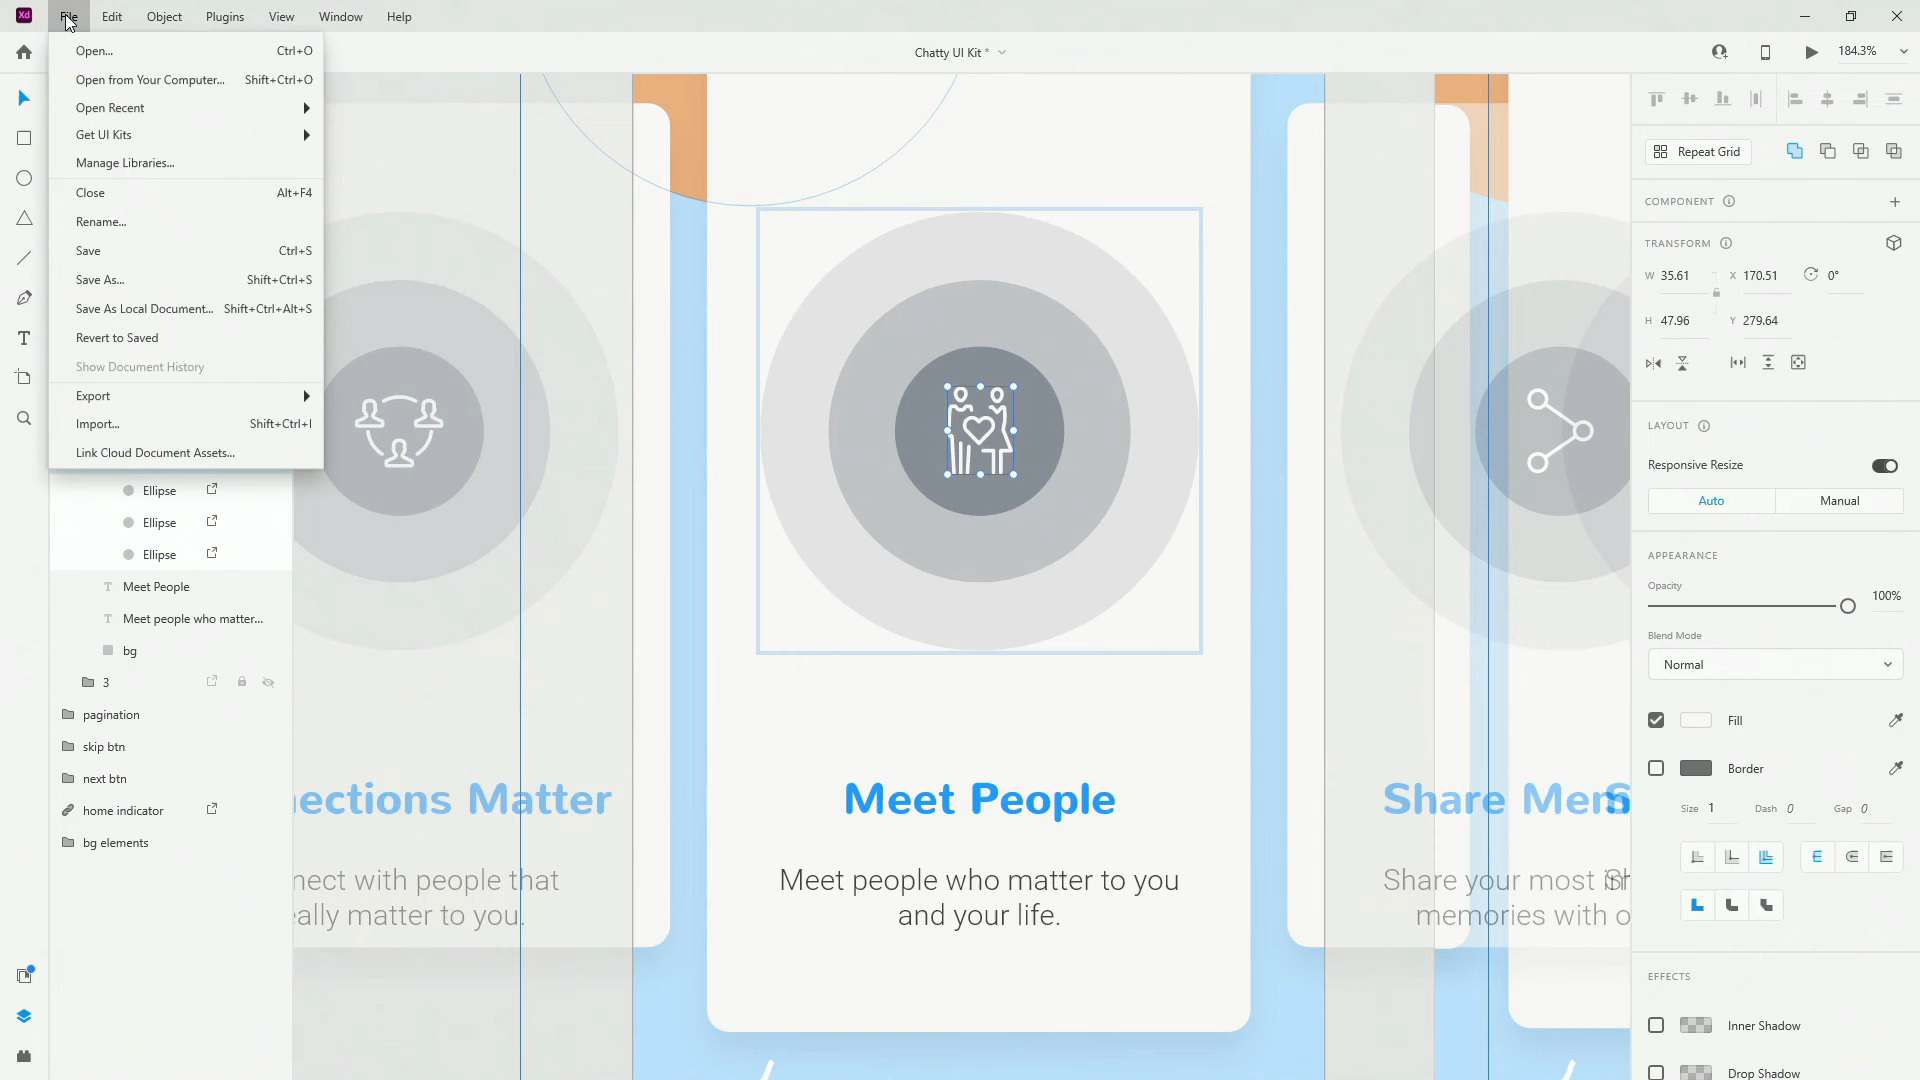 Xd
File Edit Object Plugins View Window Help
Chatty UI Kit *
184.3%
Open... Ctrl+O
Open from Your Computer... Shift+Ctrl+O
Open Recent
Get UI Kits
Manage Libraries...
Close Alt+F4
Rename...
Save Ctrl+S
Save As... Shift+Ctrl+S
Save As Local Document... Shift+Ctrl+Alt+S
Revert to Saved
Show Document History
Export
Import... Shift+Ctrl+I
Link Cloud Document Assets...
Ellipse
Ellipse
Ellipse
Meet People
Meet people who matter...
bg
3
pagination
skip btn
next btn
home indicator
bg elements
ections Matter
nect with people that
eally matter to you.
Meet People
Meet people who matter to you
and your life.
Share Mem
Share your most
memories with o
Repeat Grid
COMPONENT
TRANSFORM
W 35.61 X 170.51 0°
H 47.96 Y 279.64
LAYOUT
Responsive Resize
Auto Manual
APPEARANCE
Opacity
100%
Blend Mode
Normal
Fill
Border
Size 1 Dash 0 Gap 0
EFFECTS
Inner Shadow
Drop Shadow